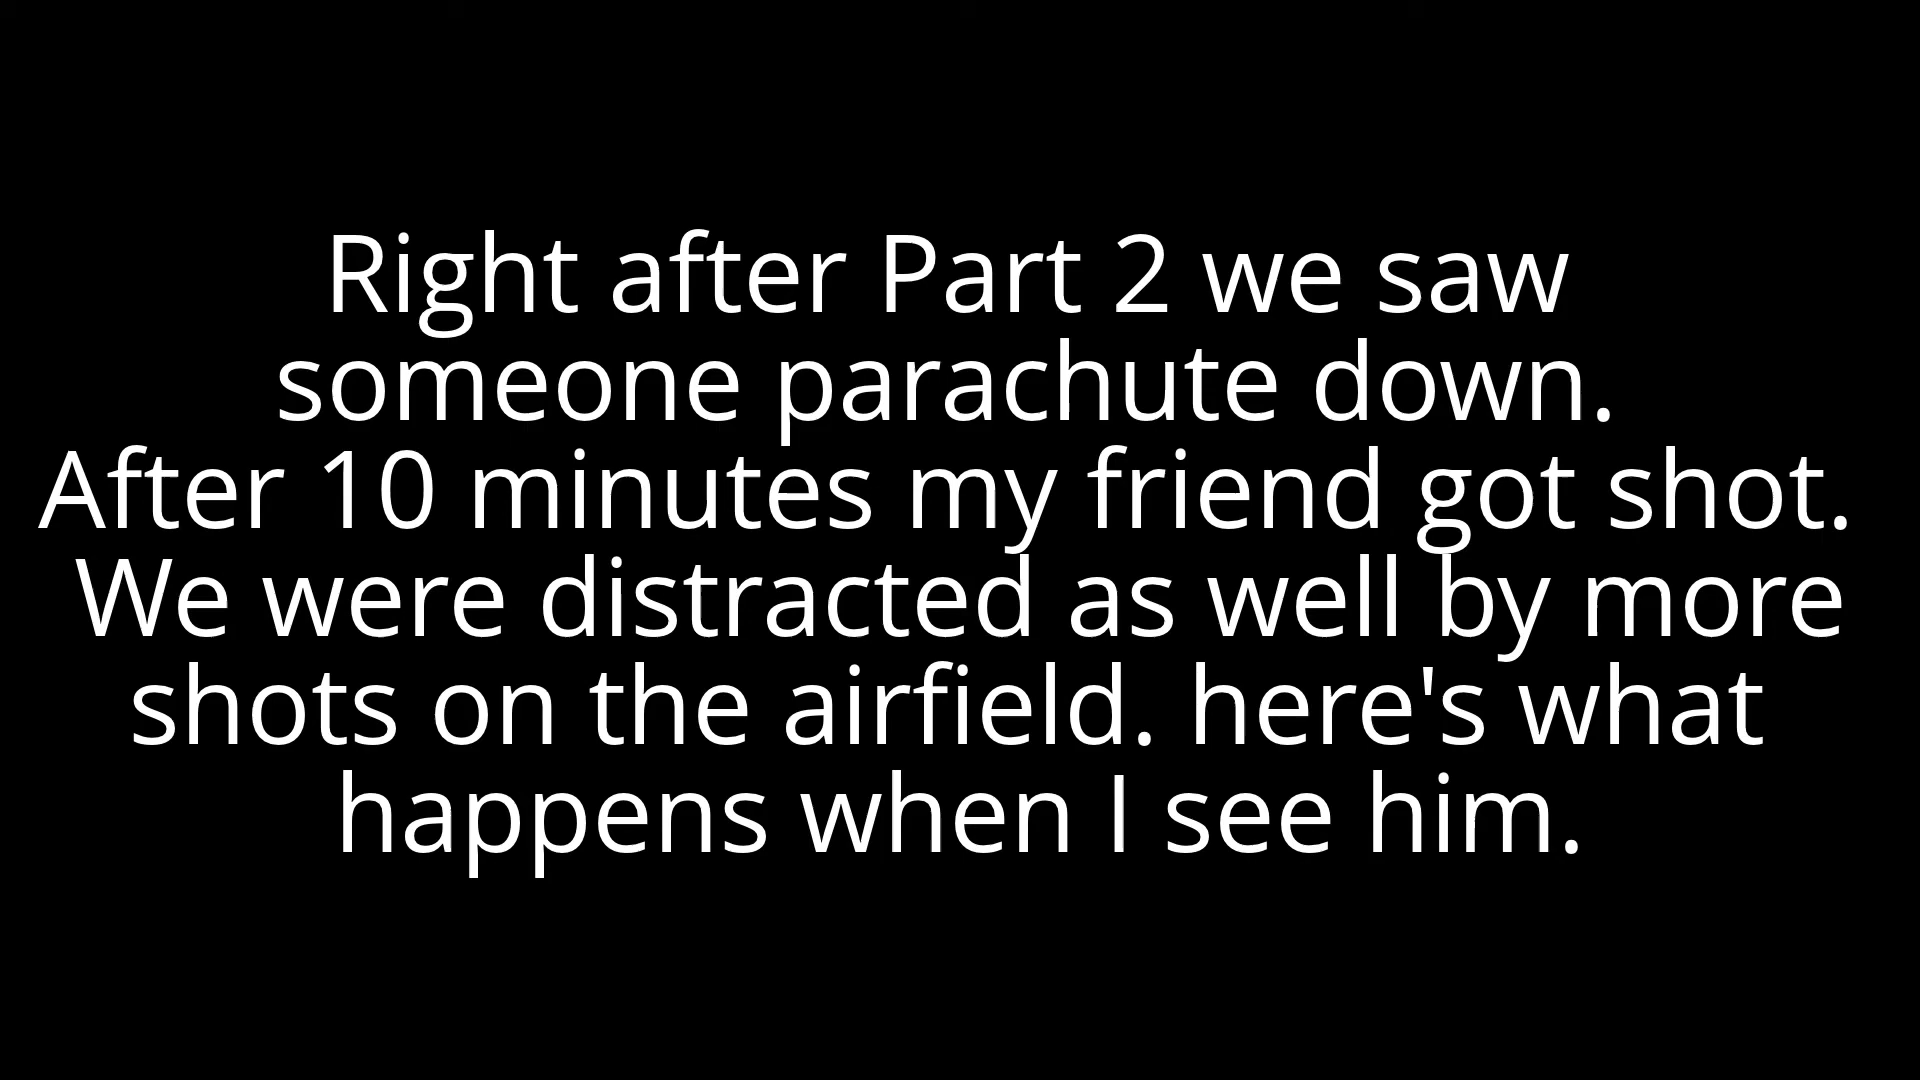 Right after Part 2 we saw
someone parachute down.
After 10 minutes my friend got shot.
We were distracted as well by more
shots on the airfield. here's what
happens when I see him.